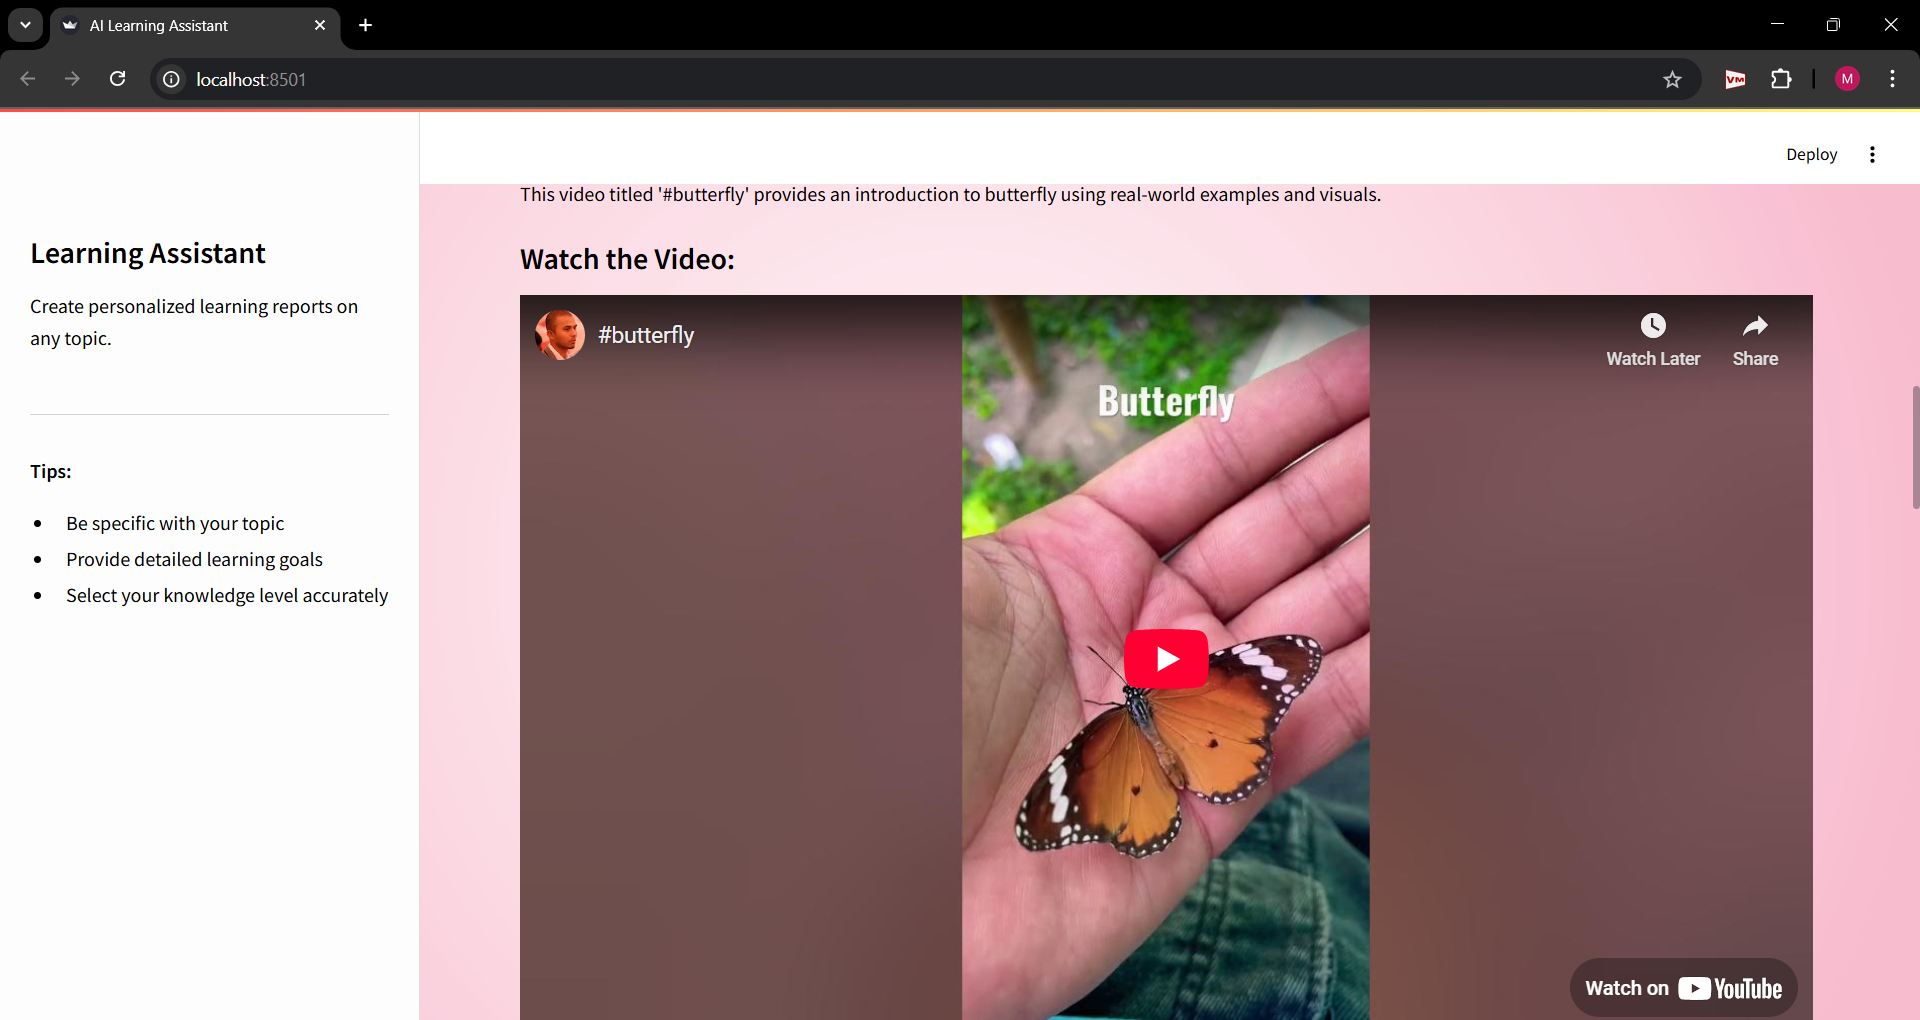 AI Learning Assistant
localhost:8501
VM
M
Deploy
Learning Assistant
Create personalized learning reports on
any topic.
Tips:
Be specific with your topic
Provide detailed learning goals
Select your knowledge level accurately
This video titled '#butterfly' provides an introduction to butterfly using real-world examples and visuals.
Watch the Video:
#butterfly
Watch Later
Share
Butterfly
Watch on YouTube